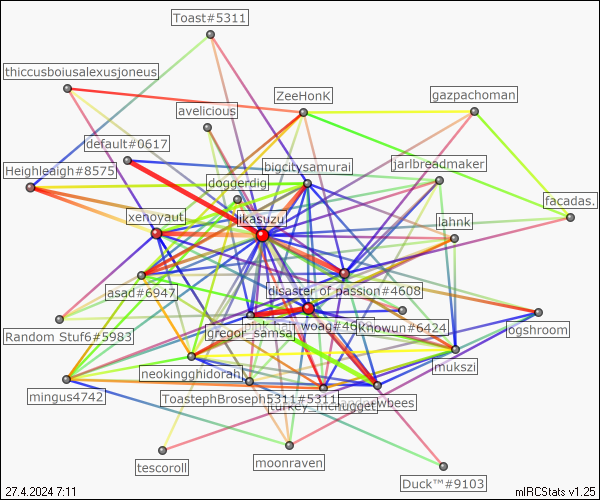 Toast#5311
thiccusboiusalexusjoneus
ZeeHonK
gazpachoman
avelicious
default#0617
bigcitysamurai
jarlbreadmaker
Heighleaigh#8575
doggerdig
facadas.
xenoyaut
likasuzu
lahnk
asad#6947
disaster of passion#4608
pink hair woag#46
Knowun#6424
ogshroom
Random Stuf6#5983
gregor_samsa
mukszi
neokingghidorah
mingus4742
ToastephBroseph5311#5311
turkey_mcnugget
wbees
moonraven
tescoroll
Duck™#9103
27.4.2024 7:11
mIRCStats v1.25